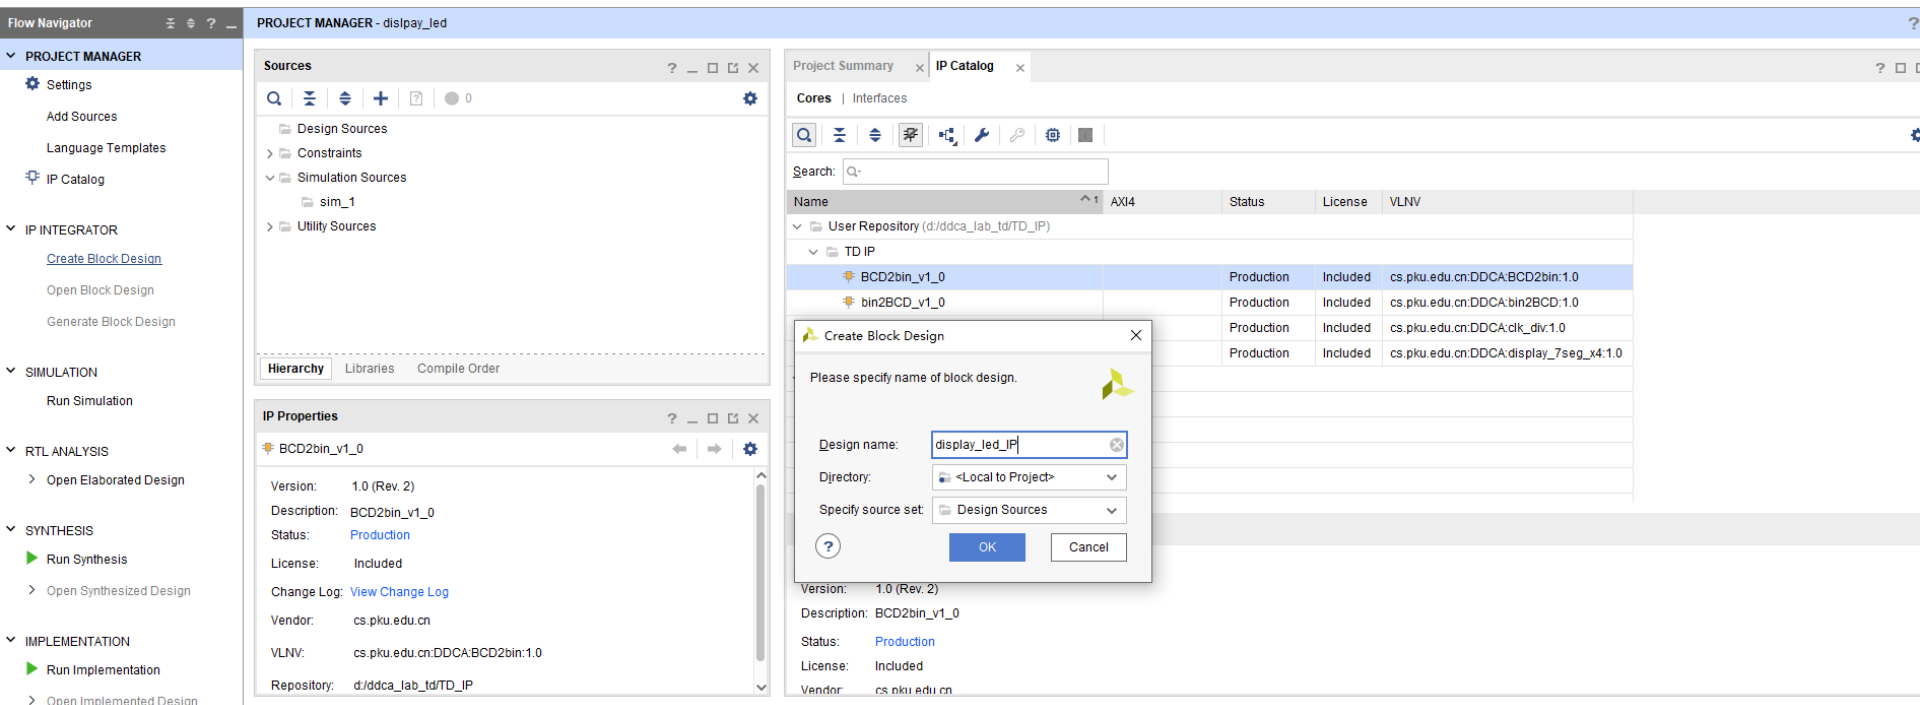 Flow Navigator ? _
PROJECT MANAGER - dislpay_led ?
PROJECT MANAGER
Settings
Add Sources
Language Templates
IP Catalog
IP INTEGRATOR
Create Block Design
Open Block Design
Generate Block Design
SIMULATION
Run Simulation
RTL ANALYSIS
Open Elaborated Design
SYNTHESIS
Run Synthesis
Open Synthesized Design
IMPLEMENTATION
Run Implementation
Open Implemented Design
Sources ? _
0
Design Sources
Constraints
Simulation Sources
sim_1
Utility Sources
Hierarchy Libraries Compile Order
IP Properties ? _
BCD2bin_v1_0
Version: 1.0 (Rev. 2)
Description: BCD2bin_v1_0
Status: Production
License: Included
Change Log: View Change Log
Vendor: cs.pku.edu.cn
VLNV: cs.pku.edu.cn:DDCA:BCD2bin:1.0
Repository: d:/ddca_lab_td/TD_IP
Project Summary × IP Catalog × ?
Cores | Interfaces
Search: Q-
Name 1 AXI4 Status License VLNV
User Repository (d:/ddca_lab_td/TD_IP)
TD IP
BCD2bin_v1_0 Production Included cs.pku.edu.cn:DDCA:BCD2bin:1.0
bin2BCD_v1_0 Production Included cs.pku.edu.cn:DDCA:bin2BCD:1.0
Production Included cs.pku.edu.cn:DDCA:clk_div:1.0
Production Included cs.pku.edu.cn:DDCA:display_7seg_x4:1.0
Create Block Design
Please specify name of block design.
Design name: display_led_IP
Directory: <Local to Project>
Specify source set: Design Sources
? OK Cancel
Version: 1.0 (Rev. 2)
Description: BCD2bin_v1_0
Status: Production
License: Included
Vendor: cs.pku.edu.cn